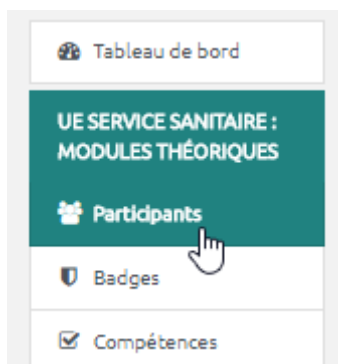 Tableau de bord
UE SERVICE SANITAIRE :
MODULES THÉORIQUES
Participants
Badges
Compétences